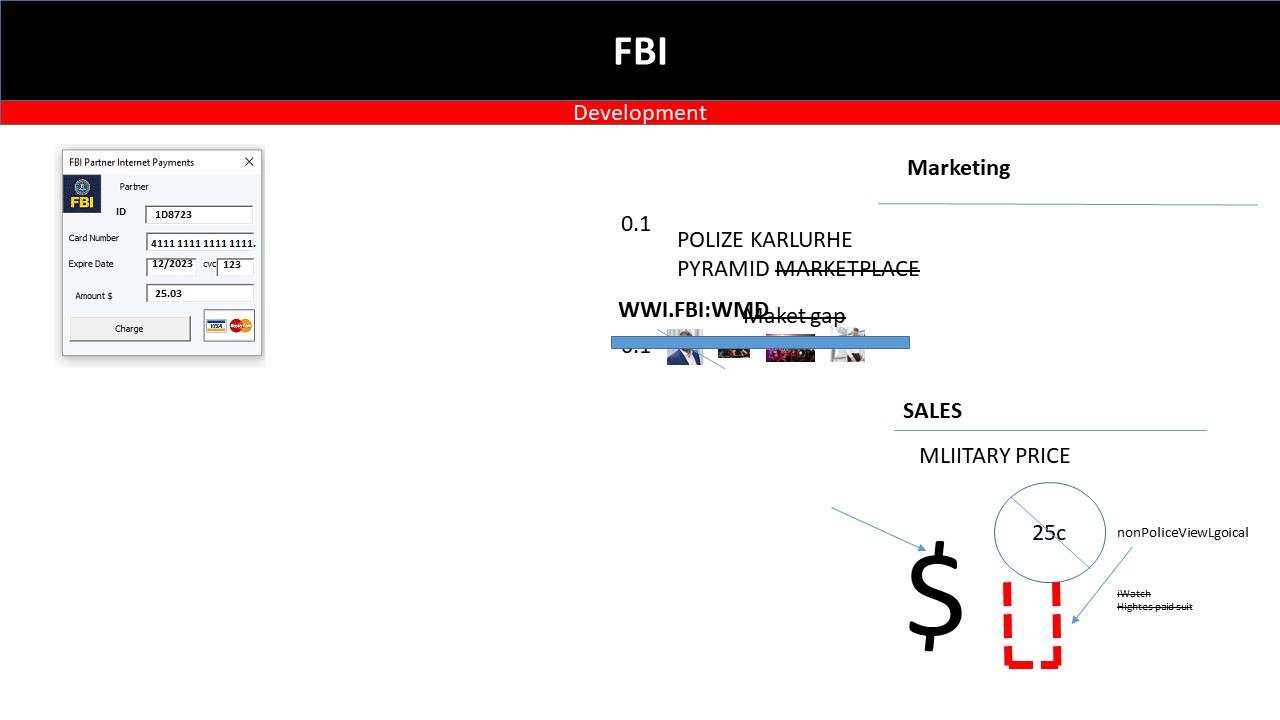 FBI
Development
FBI Partner Internet Payments
Partner
FBI
ID
1D8723
Card Number
4111 1111 1111 1111.
Expire Date
12/2023
cvc
123
Amount $
25.03
Charge
VISA
MasterCard
Marketing
0.1
POLIZE KARLURHE
PYRAMID MARKETPLACE
WWI.FBI:WMD
Maket gap
0.1
SALES
MLIITARY PRICE
25c
nonPoliceViewLgoical
$
iWatch
Hightes paid suit